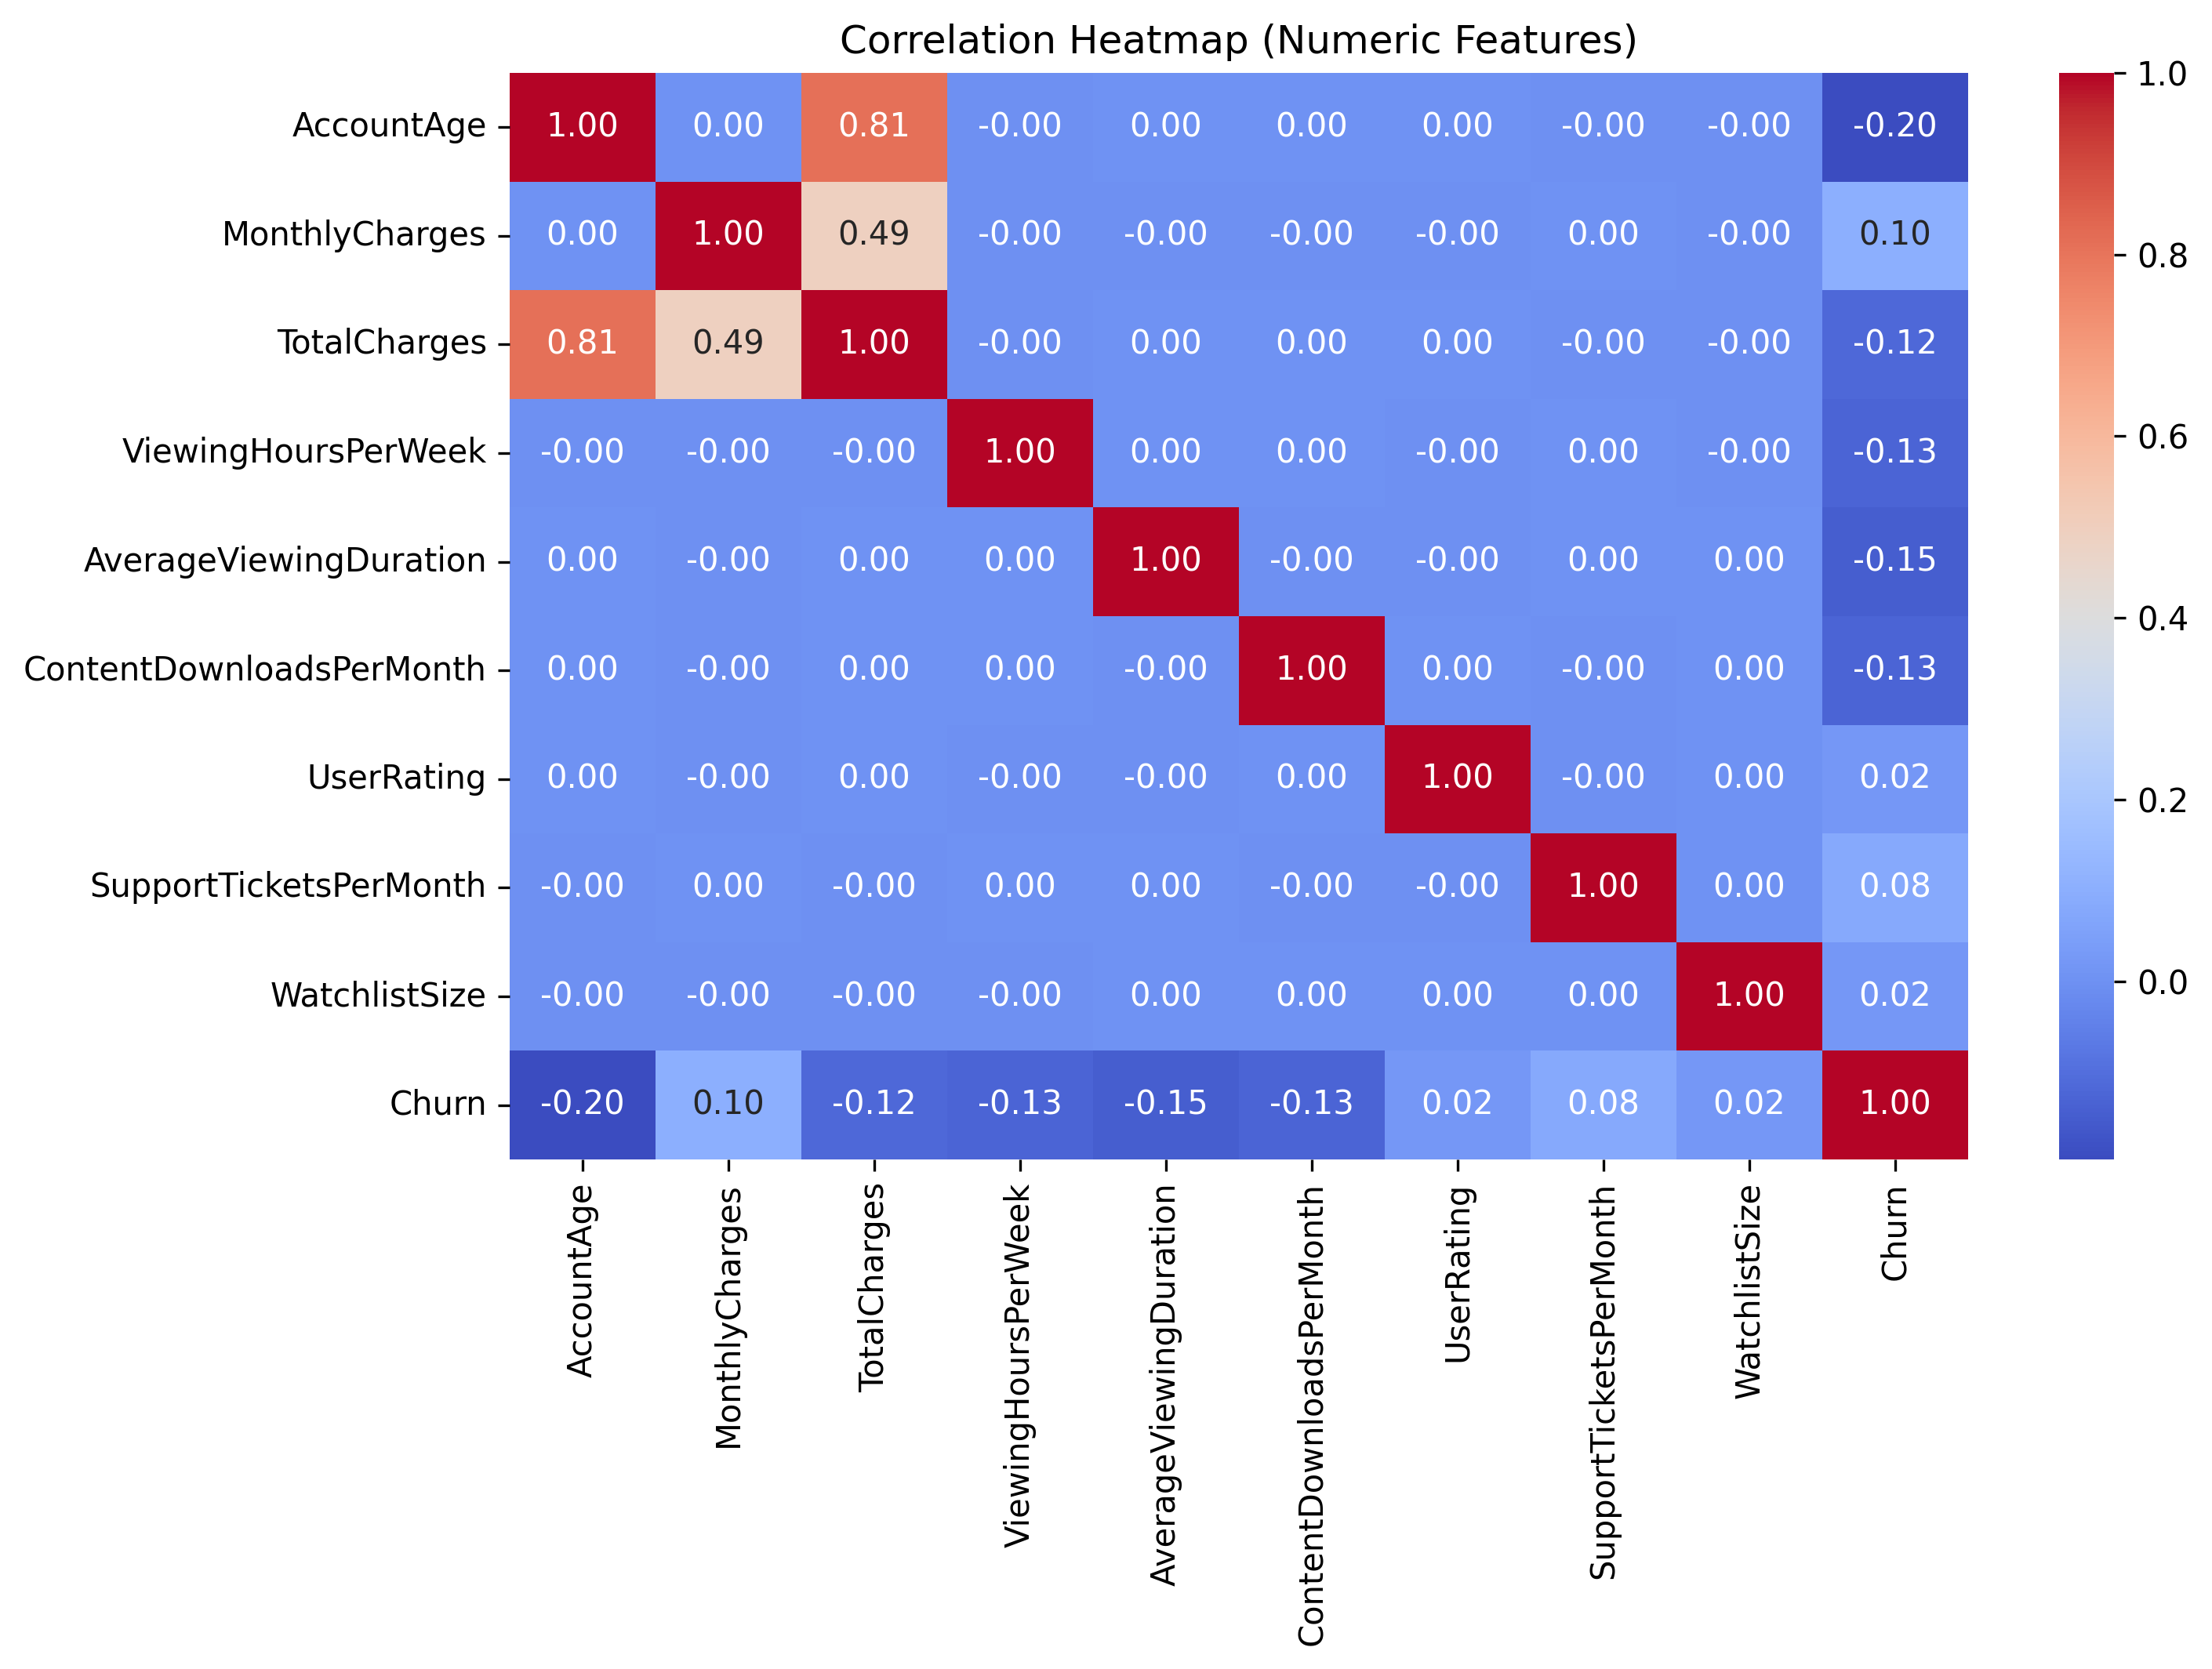 Correlation Heatmap (Numeric Features)
AccountAge 1.00 0.00 0.81 -0.00 0.00 0.00 0.00 -0.00 -0.00 -0.20
MonthlyCharges 0.00 1.00 0.49 -0.00 -0.00 -0.00 -0.00 0.00 -0.00 0.10
TotalCharges 0.81 0.49 1.00 -0.00 0.00 0.00 0.00 -0.00 -0.00 -0.12
ViewingHoursPerWeek -0.00 -0.00 -0.00 1.00 0.00 0.00 -0.00 0.00 -0.00 -0.13
AverageViewingDuration 0.00 -0.00 0.00 0.00 1.00 -0.00 -0.00 0.00 0.00 -0.15
ContentDownloadsPerMonth 0.00 -0.00 0.00 0.00 -0.00 1.00 0.00 -0.00 0.00 -0.13
UserRating 0.00 -0.00 0.00 -0.00 -0.00 0.00 1.00 -0.00 0.00 0.02
SupportTicketsPerMonth -0.00 0.00 -0.00 0.00 0.00 -0.00 -0.00 1.00 0.00 0.08
WatchlistSize -0.00 -0.00 -0.00 -0.00 0.00 0.00 0.00 0.00 1.00 0.02
Churn -0.20 0.10 -0.12 -0.13 -0.15 -0.13 0.02 0.08 0.02 1.00
AccountAge
MonthlyCharges
TotalCharges
ViewingHoursPerWeek
AverageViewingDuration
ContentDownloadsPerMonth
UserRating
SupportTicketsPerMonth
WatchlistSize
Churn
1.0
0.8
0.6
0.4
0.2
0.0